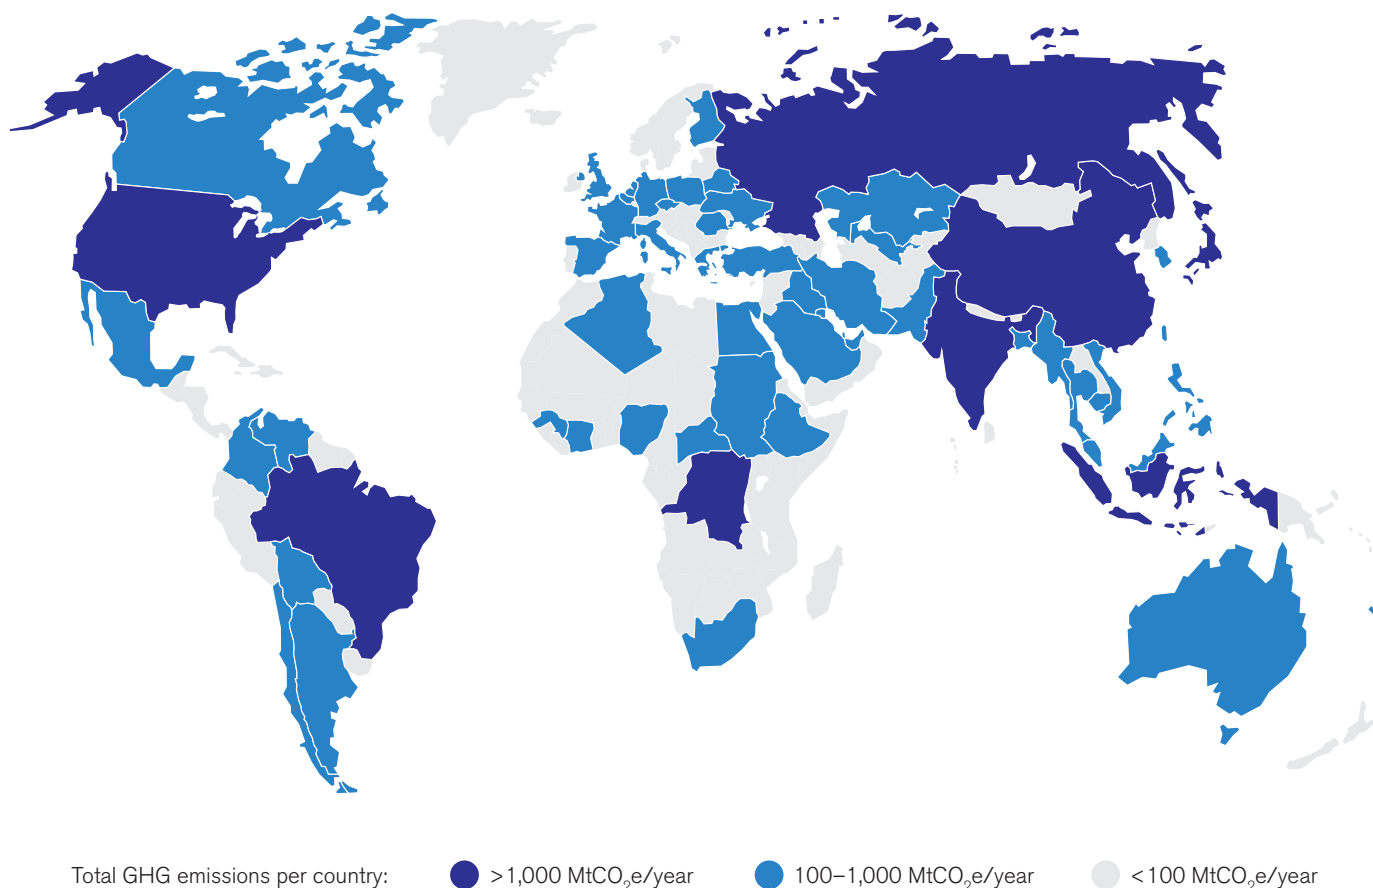 Total GHG emissions per country: >1,000 MtCO₂e/year 100–1,000 MtCO₂e/year <100 MtCO₂e/year